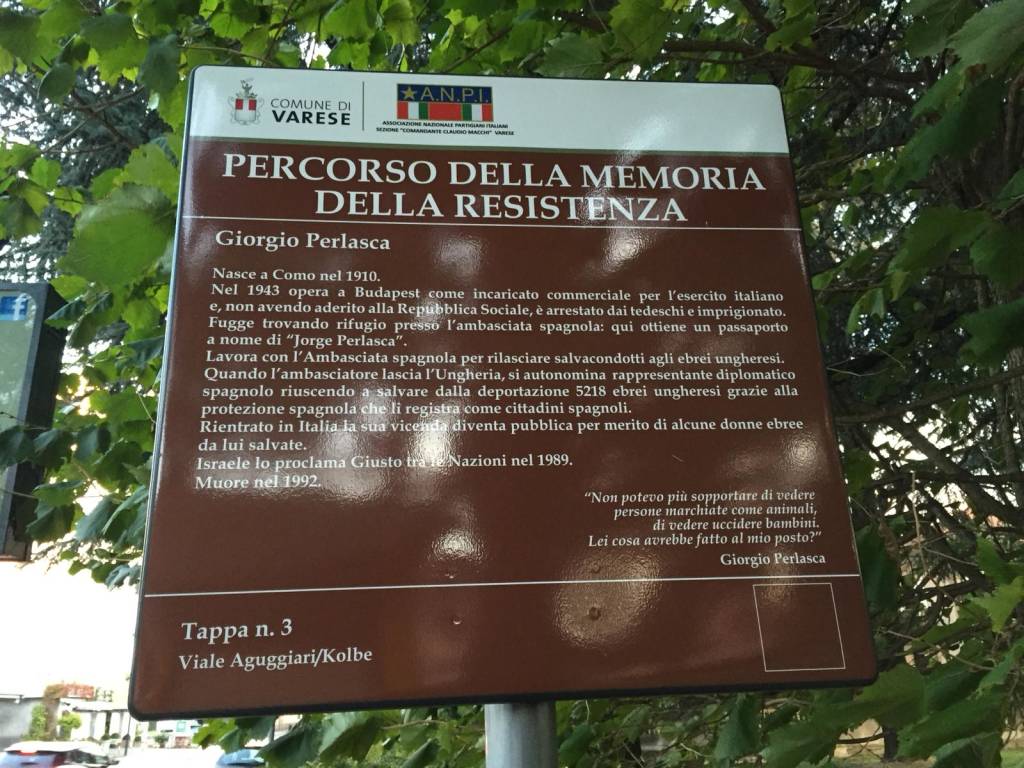 COMUNE DI
VARESE
A.N.P.I.
ASSOCIAZIONE NAZIONALE PARTIGIANI ITALIANI
SEZIONE "COMANDANTE CLAUDIO MACCHI" VARESE
PERCORSO DELLA MEMORIA
DELLA RESISTENZA
Giorgio Perlasca
Nasce a Como nel 1910.
Nel 1943 opera a Budapest come incaricato commerciale per l'esercito italiano
e, non avendo aderito alla Repubblica Sociale, è arrestato dai tedeschi e imprigionato.
Fugge trovando rifugio presso l'ambasciata spagnola: qui ottiene un passaporto
a nome di "Jorge Perlasca".
Lavora con l'Ambasciata spagnola per rilasciare salvacondotti agli ebrei ungheresi.
Quando l'ambasciatore lascia l'Ungheria, si autonomina rappresentante diplomatico
spagnolo riuscendo a salvare dalla deportazione 5218 ebrei ungheresi grazie alla
protezione spagnola che li registra come cittadini spagnoli.
Rientrato in Italia la sua vicenda diventa pubblica per merito di alcune donne ebree
da lui salvate.
Israele lo proclama Giusto tra le Nazioni nel 1989.
Muore nel 1992.
"Non potevo più sopportare di vedere
persone marchiate come animali,
di vedere uccidere bambini.
Lei cosa avrebbe fatto al mio posto?"
Giorgio Perlasca
Tappa n. 3
Viale Aguggiari/Kolbe